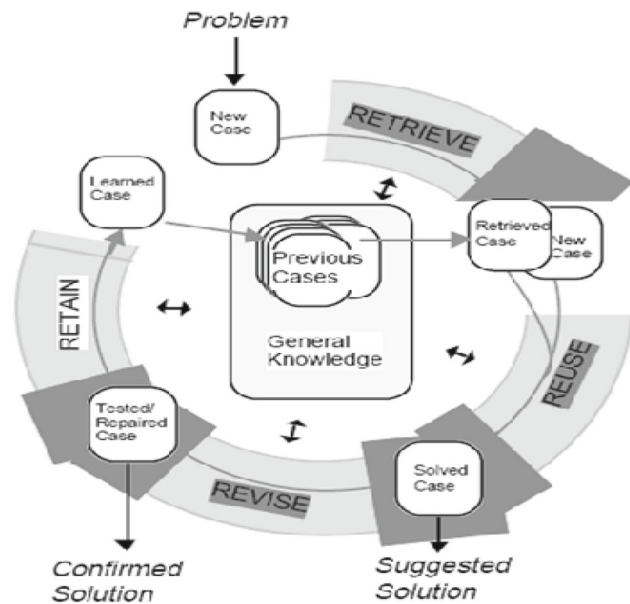 Problem
New
Case
RETRIEVE
Learned
Case
Retrieved
Case
New
Case
Previous
Cases
General
Knowledge
RETAIN
REUSE
Tested/
Repaired
Case
Solved
Case
REVISE
Confirmed
Solution
Suggested
Solution